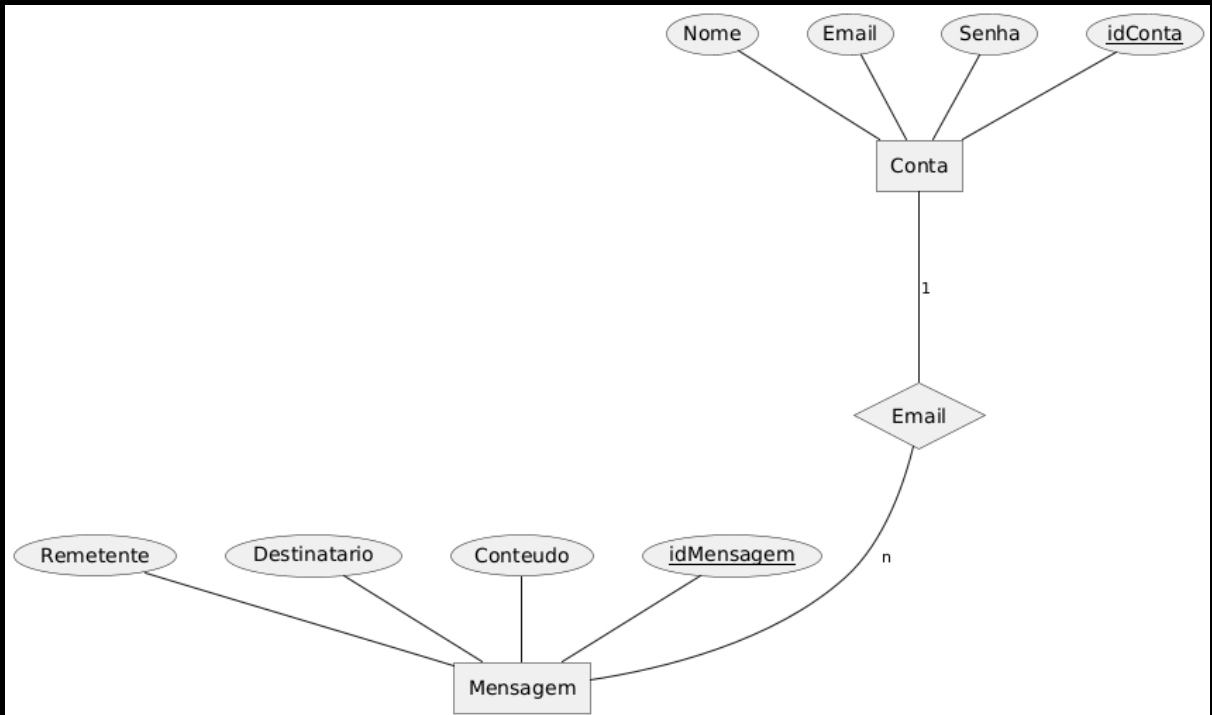 Nome
Email
Senha
idConta
Conta
1
Email
n
Remetente
Destinatario
Conteudo
idMensagem
Mensagem